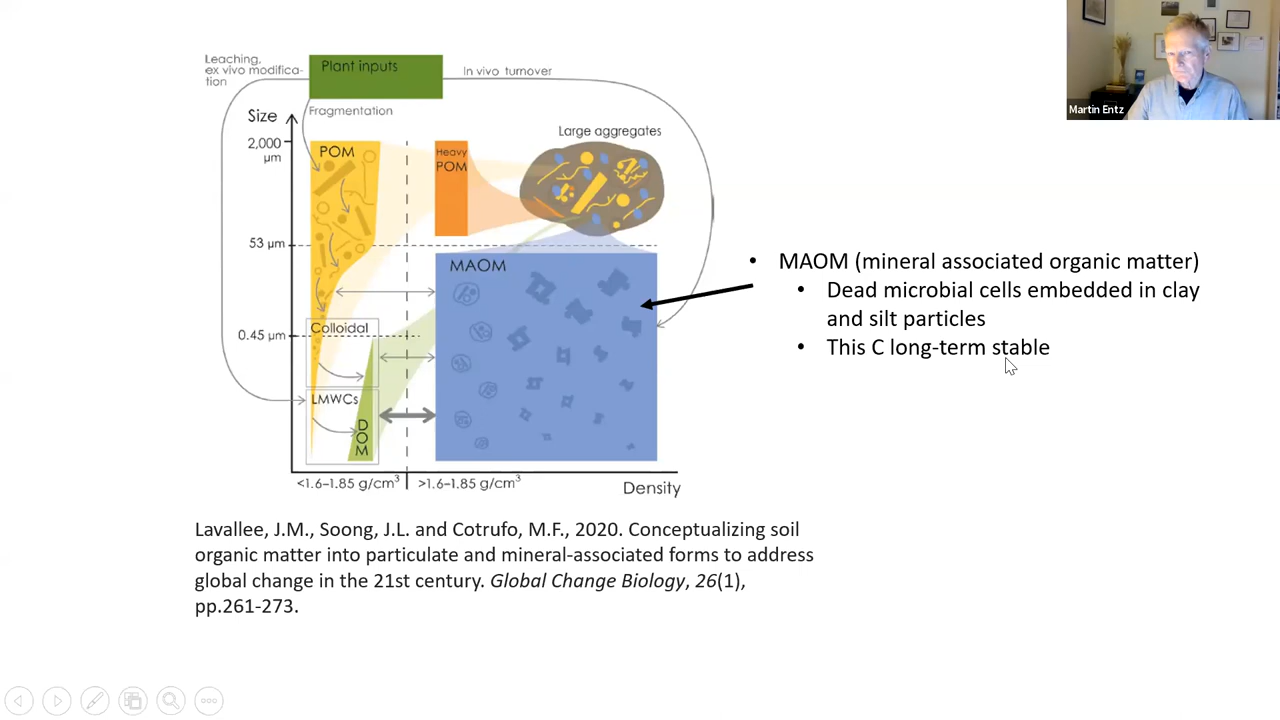 Leaching,
ex vivo modifica-
tion
Plant inputs
In vivo turnover
Fragmentation
Size
2,000
µm
POM
Heavy
POM
Large aggregates
53 µm
MAOM
0.45 µm
Colloidal
LMWCs
DOM
<1.6–1.85 g/cm³
>1.6–1.85 g/cm³
Density
• MAOM (mineral associated organic matter)
• Dead microbial cells embedded in clay
and silt particles
• This C long-term stable
Lavallee, J.M., Soong, J.L. and Cotrufo, M.F., 2020. Conceptualizing soil
organic matter into particulate and mineral-associated forms to address
global change in the 21st century. Global Change Biology, 26(1),
pp.261-273.
Martin Entz